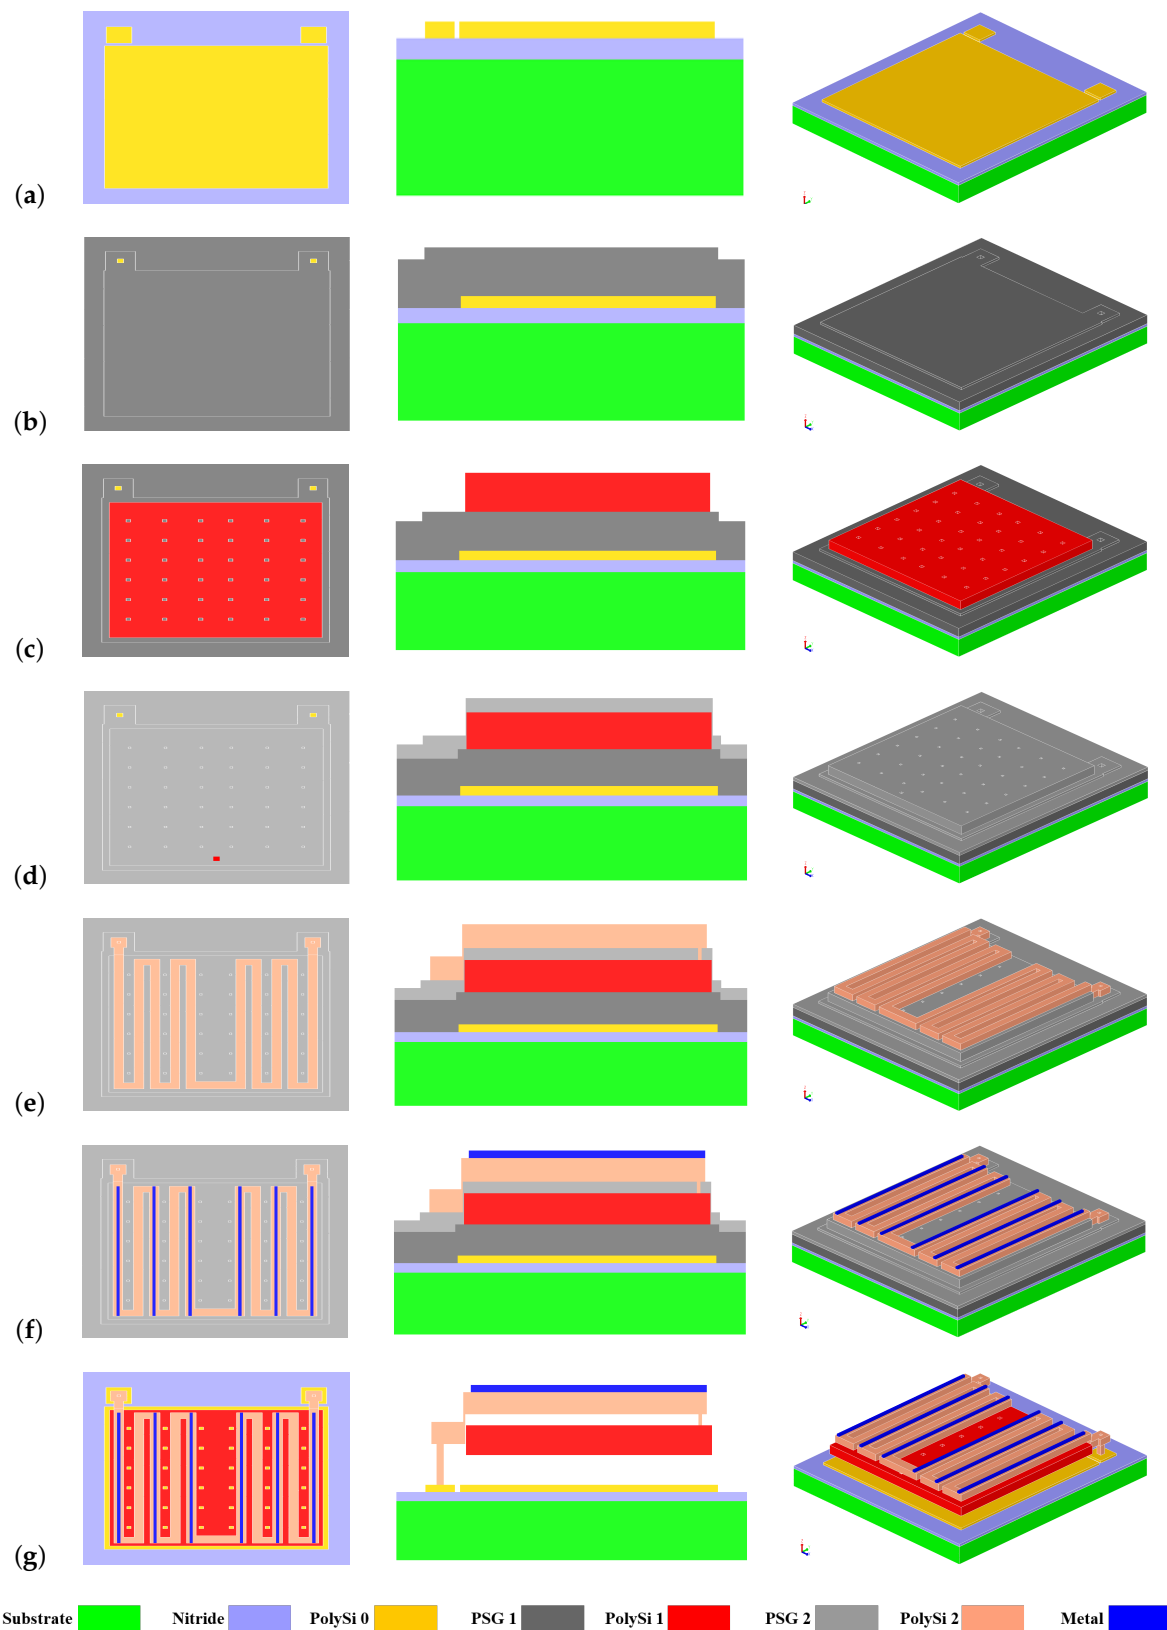 (a)
(b)
(c)
(d)
(e)
(f)
(g)
Substrate Nitride PolySi 0 PSG 1 PolySi 1 PSG 2 PolySi 2 Metal